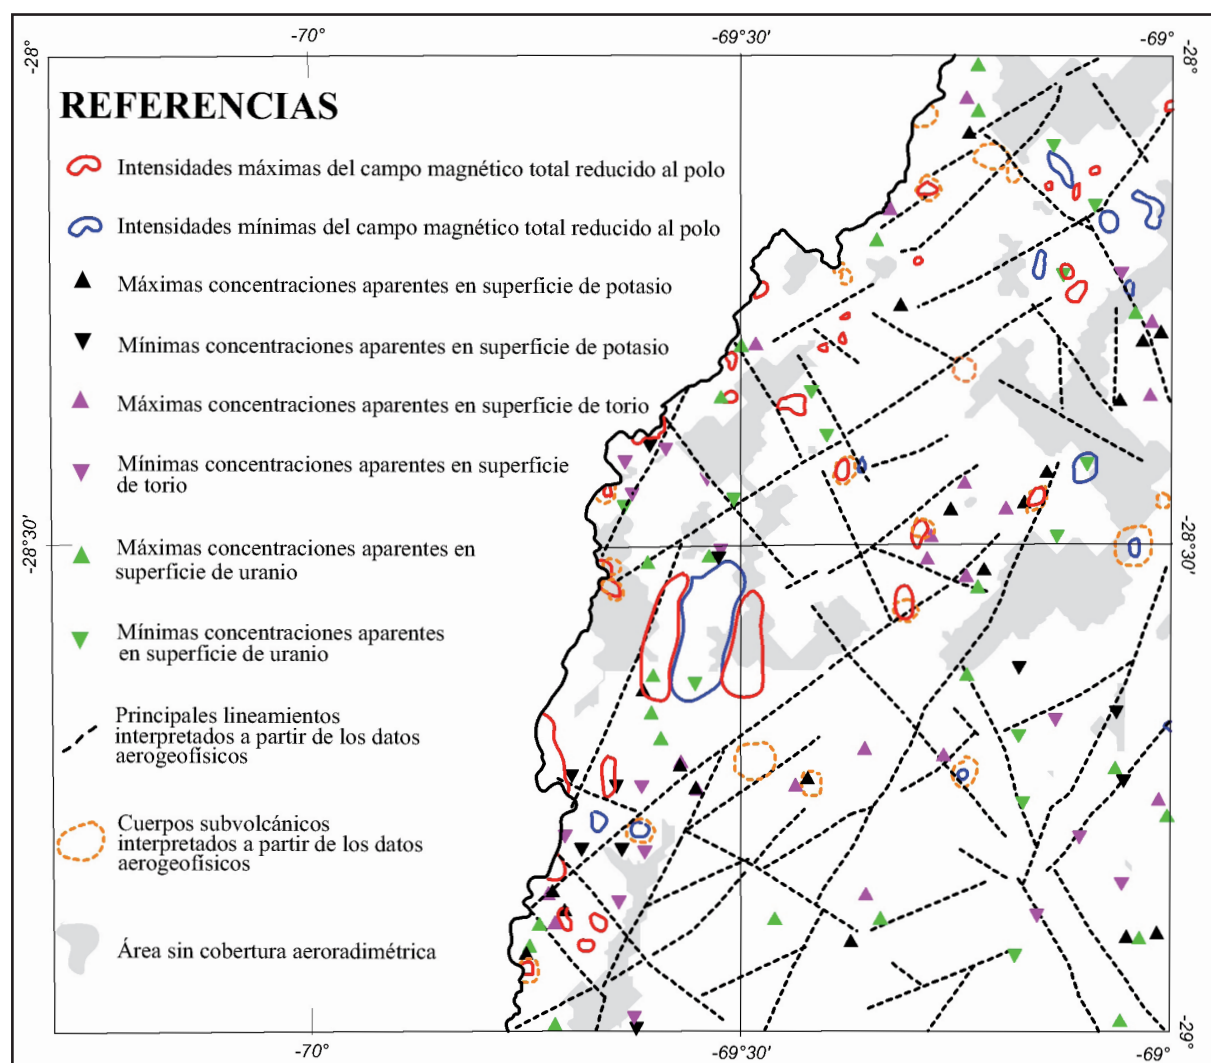 -70°
-69°30'
-69°
-28°
-28°
REFERENCIAS
Intensidades máximas del campo magnético total reducido al polo
Intensidades mínimas del campo magnético total reducido al polo
Máximas concentraciones aparentes en superficie de potasio
Mínimas concentraciones aparentes en superficie de potasio
Máximas concentraciones aparentes en superficie de torio
Mínimas concentraciones aparentes en superficie
de torio
-28°30'
-28°30'
Máximas concentraciones aparentes en
superficie de uranio
Mínimas concentraciones aparentes
en superficie de uranio
Principales lineamientos
interpretados a partir de los datos
aerogeofísicos
Cuerpos subvolcánicos
interpretados a partir de los datos
aerogeofísicos
Área sin cobertura aeroradimétrica
-29°
-70°
-69°30'
-69°